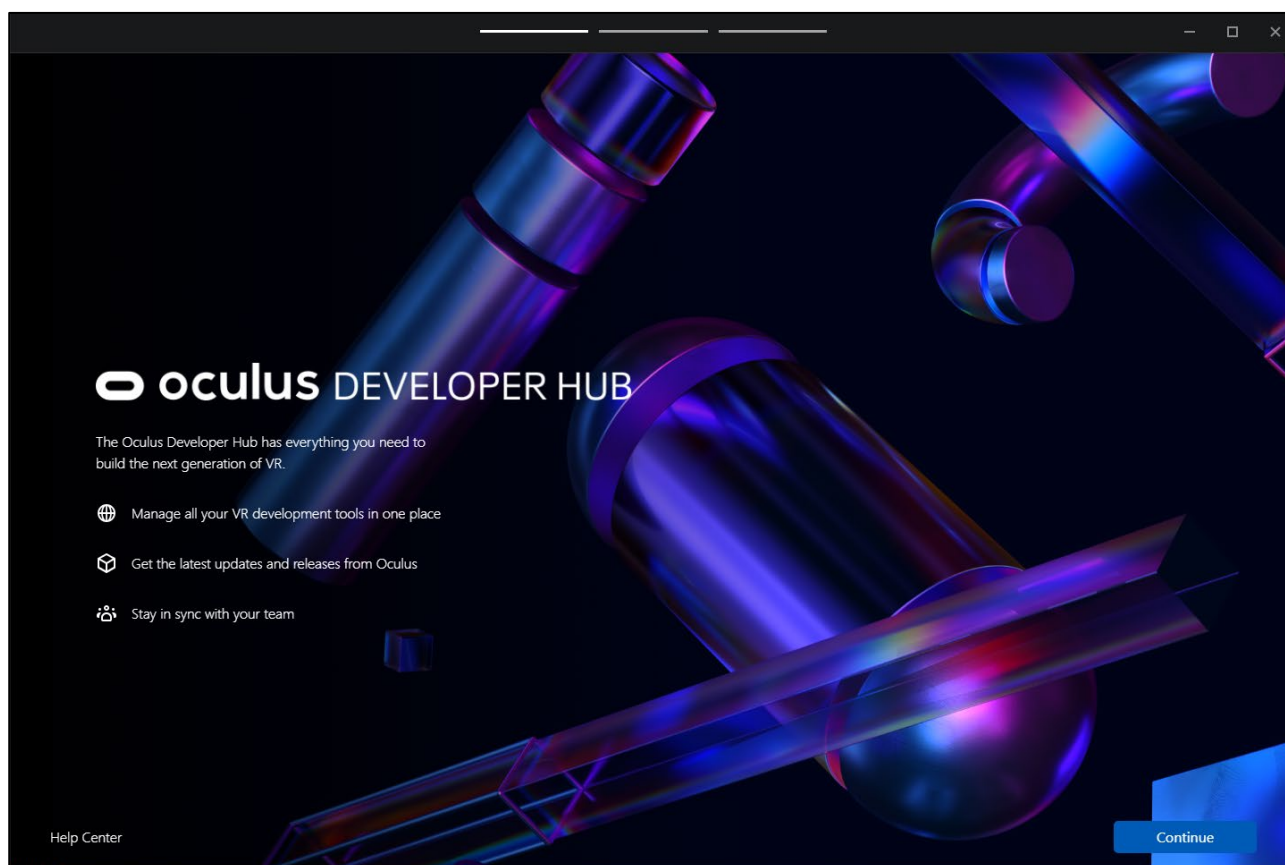 oculus DEVELOPER HUB
The Oculus Developer Hub has everything you need to
build the next generation of VR.
Manage all your VR development tools in one place
Get the latest updates and releases from Oculus
Stay in sync with your team
Help Center
Continue